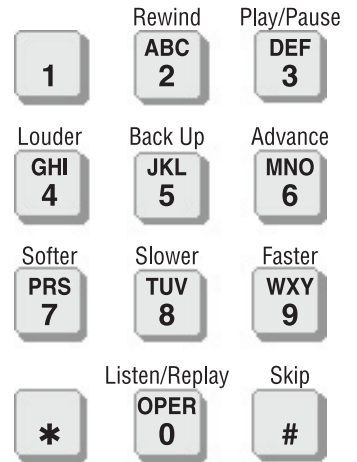 Rewind Play/Pause
ABC DEF
1 2 3
Louder Back Up Advance
GHI JKL MNO
4 5 6
Softer Slower Faster
PRS TUV WXY
7 8 9
Listen/Replay Skip
OPER
* 0 #